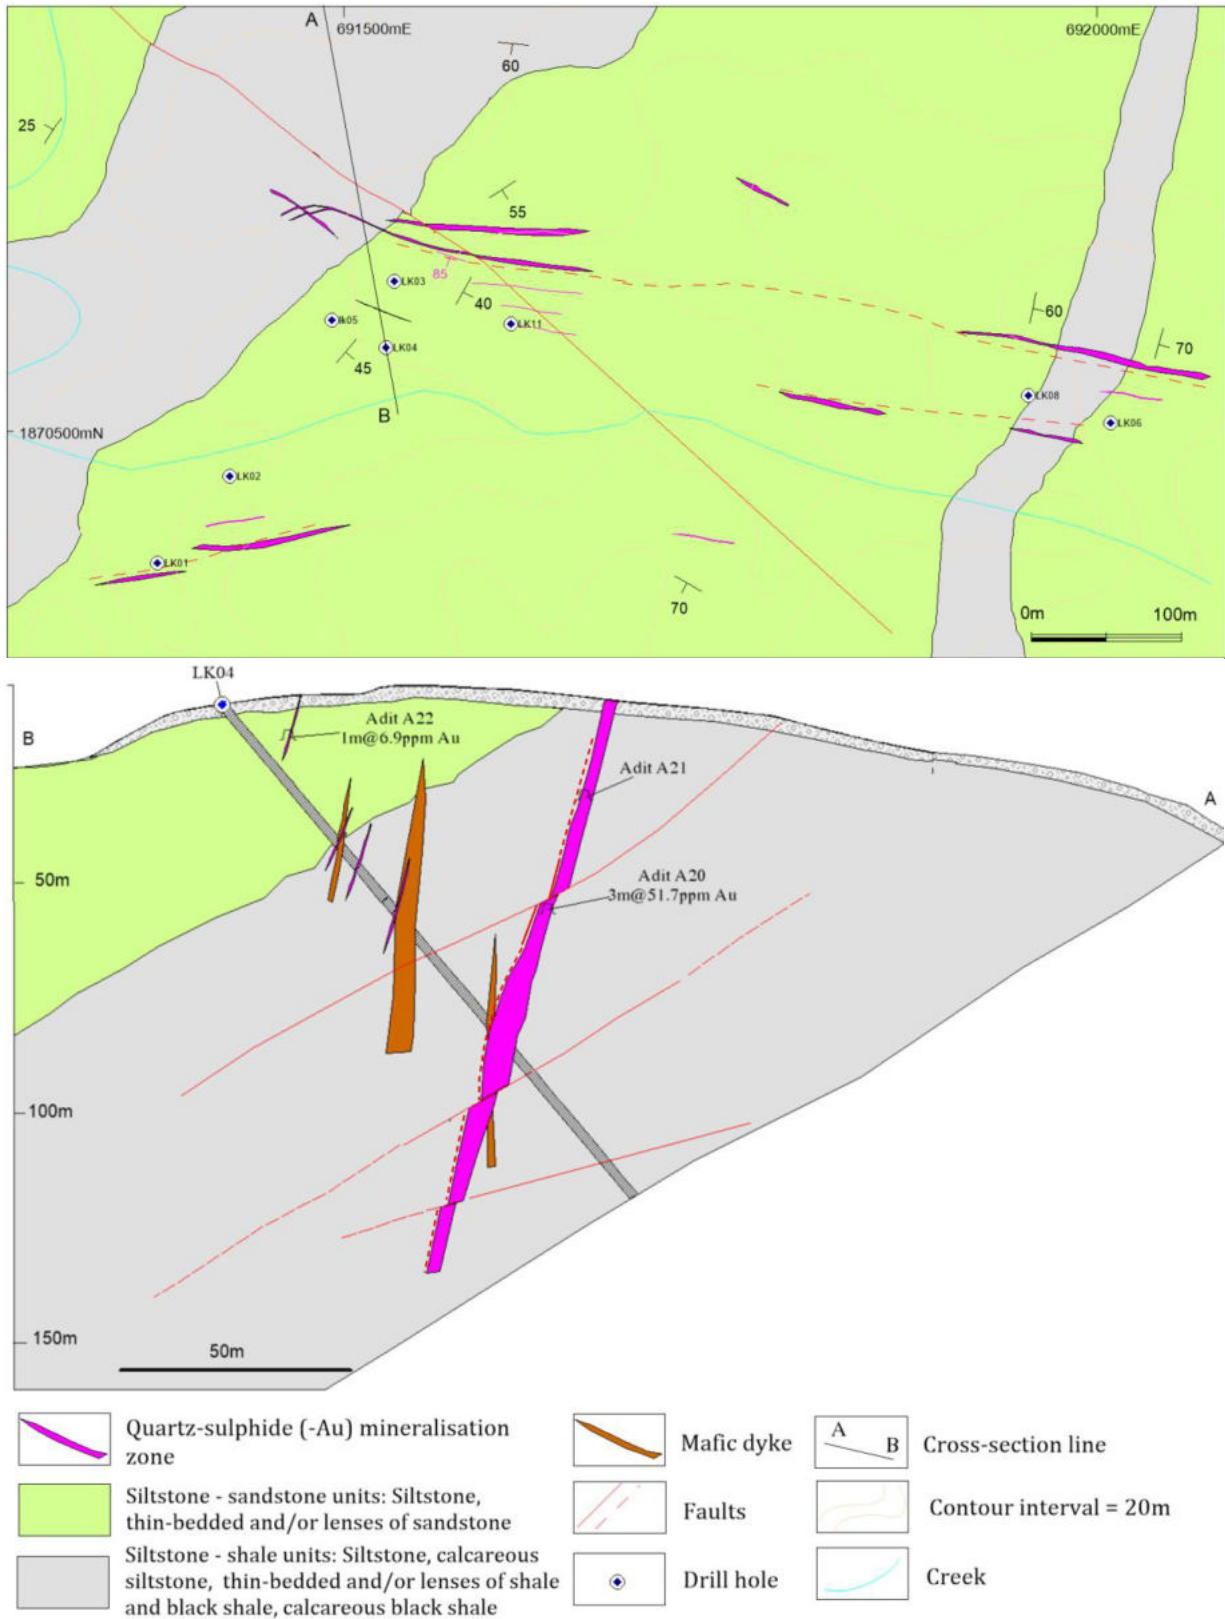 A
691500mE
692000mE
60
25
55
85
LK03
40
60
lk05
LK11
70
45
LK04
B
LK08
1870500mN
LK06
LK02
LK01
70
0m
100m
LK04
B
Adit A22
1m@6.9ppm Au
Adit A21
A
50m
Adit A20
3m@51.7ppm Au
100m
150m
50m
Quartz-sulphide (-Au) mineralisation
zone
Mafic dyke
A
B
Cross-section line
Siltstone - sandstone units: Siltstone,
thin-bedded and/or lenses of sandstone
Faults
Contour interval = 20m
Siltstone - shale units: Siltstone, calcareous
siltstone, thin-bedded and/or lenses of shale
and black shale, calcareous black shale
Drill hole
Creek